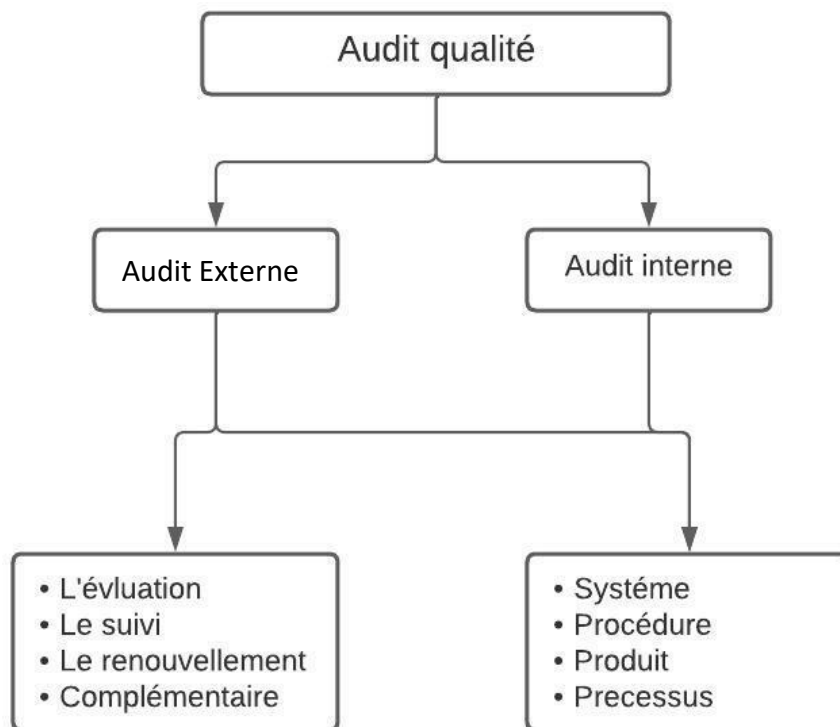 Audit qualité
Audit Externe
Audit interne
• L'évluation
• Le suivi
• Le renouvellement
• Complémentaire
• Systéme
• Procédure
• Produit
• Precessus